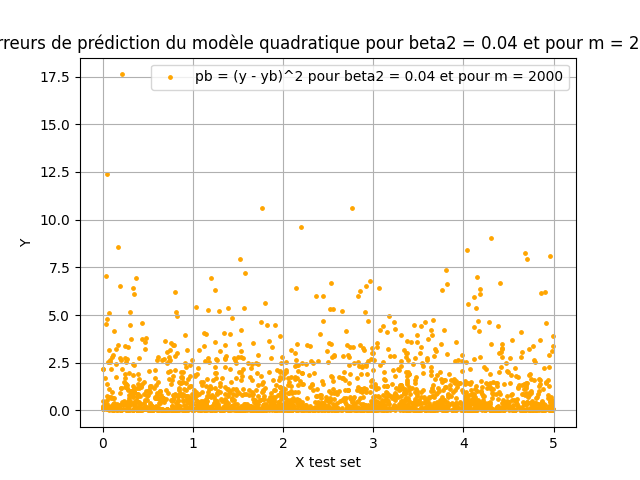 rreurs de prédiction du modèle quadratique pour beta2 = 0.04 et pour m = 2
pb = (y - yb)^2 pour beta2 = 0.04 et pour m = 2000
17.5
15.0
12.5
10.0
7.5
5.0
2.5
0.0
Y
0 1 2 3 4 5
X test set